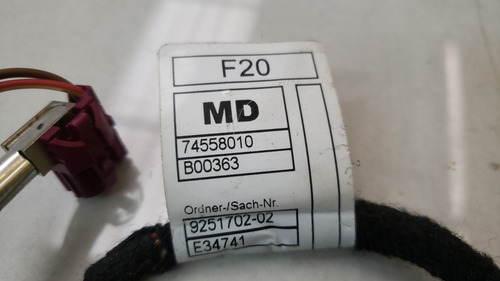 F20
MD
74558010
B00363
Ordner-/Sach-Nr.
9251702-02
E34741